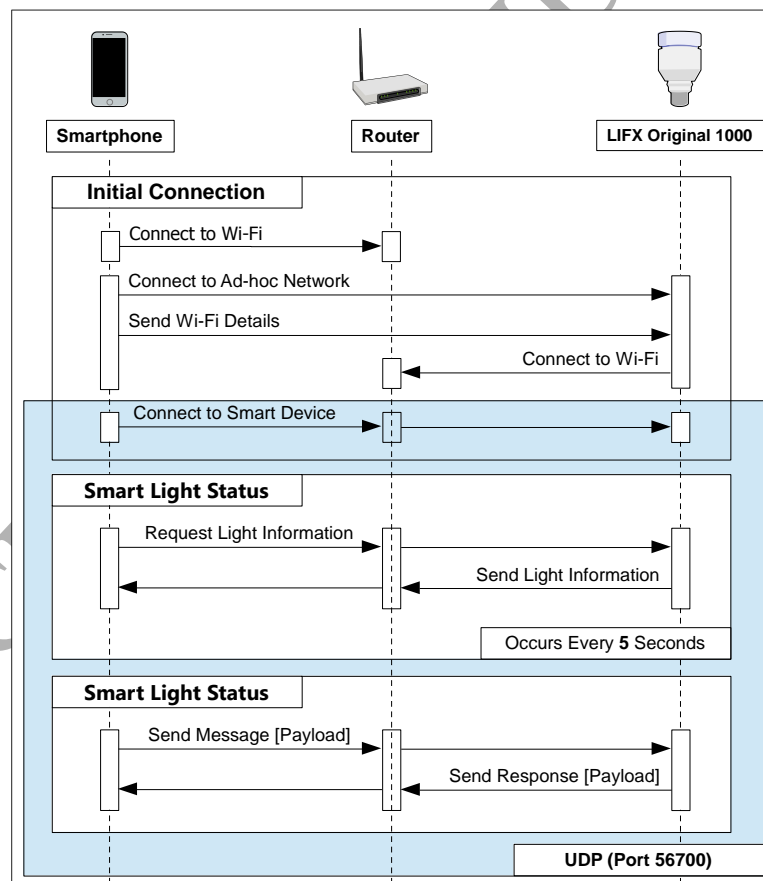 Smartphone
Router
LIFX Original 1000
Initial Connection
Connect to Wi-Fi
Connect to Ad-hoc Network
Send Wi-Fi Details
Connect to Wi-Fi
Connect to Smart Device
Smart Light Status
Request Light Information
Send Light Information
Occurs Every 5 Seconds
Smart Light Status
Send Message [Payload]
Send Response [Payload]
UDP (Port 56700)